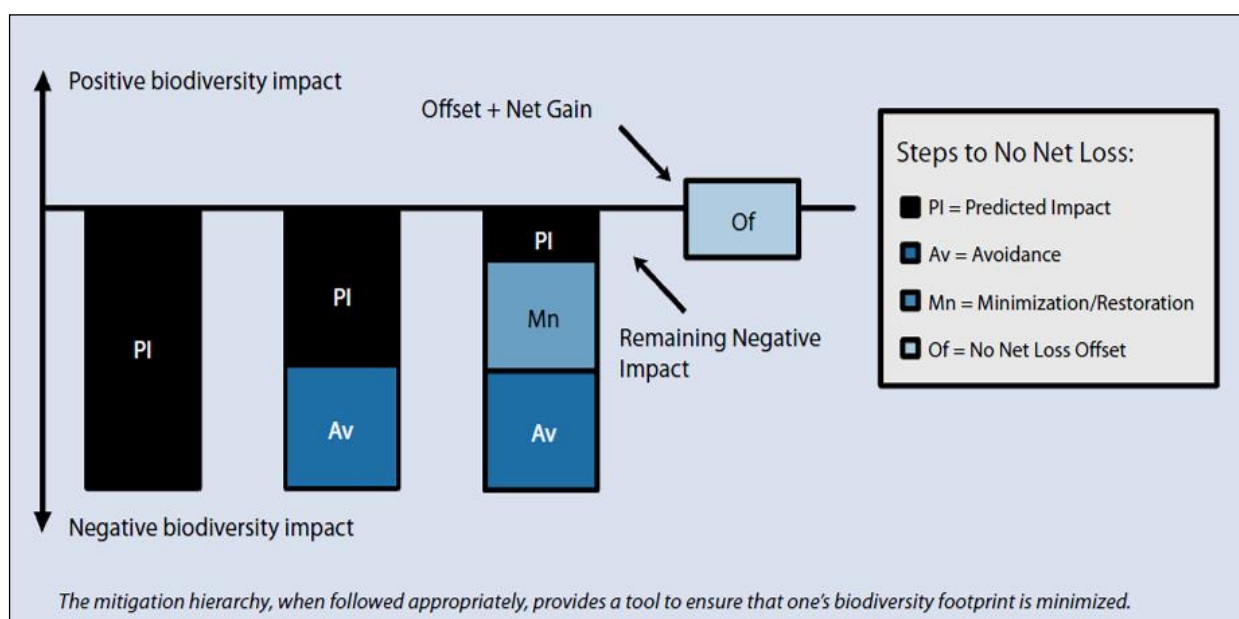 Positive biodiversity impact
Offset + Net Gain
PI
PI
Av
PI
Mn
Av
Of
Remaining Negative
Impact
Negative biodiversity impact
Steps to No Net Loss:
PI = Predicted Impact
Av = Avoidance
Mn = Minimization/Restoration
Of = No Net Loss Offset
The mitigation hierarchy, when followed appropriately, provides a tool to ensure that one's biodiversity footprint is minimized.